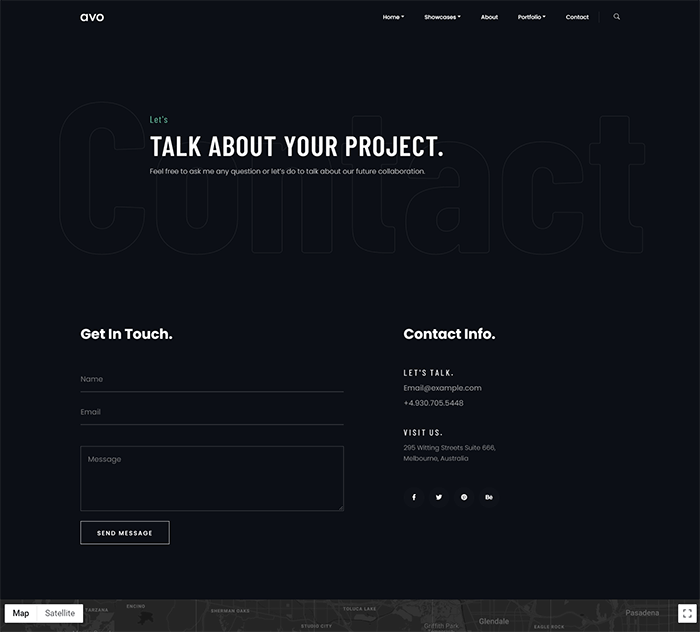 avo
Home Showcases About Portfolio Contact
Contact
Let's
TALK ABOUT YOUR PROJECT.
Feel free to ask me any question or let's do to talk about our future collaboration.
Get In Touch.
Name
Email
Message
SEND MESSAGE
Contact Info.
LET'S TALK.
Email@example.com
+4.930.705.5448
VISIT US.
295 Witting Streets Suite 666,
Melbourne, Australia
Bē
Map Satellite
TARZANA
ENCINO
SHERMAN OAKS
STUDIO CITY
TOLUCA LAKE
Griffith Park
Glendale
EAGLE ROCK
Pasadena